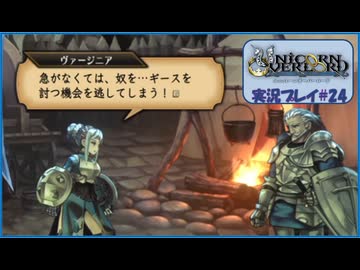 ヴァージニア
急がなくては、奴を…ギースを
討つ機会を逃してしまう!
UNICORN
OVERLORD
実況プレイ#24